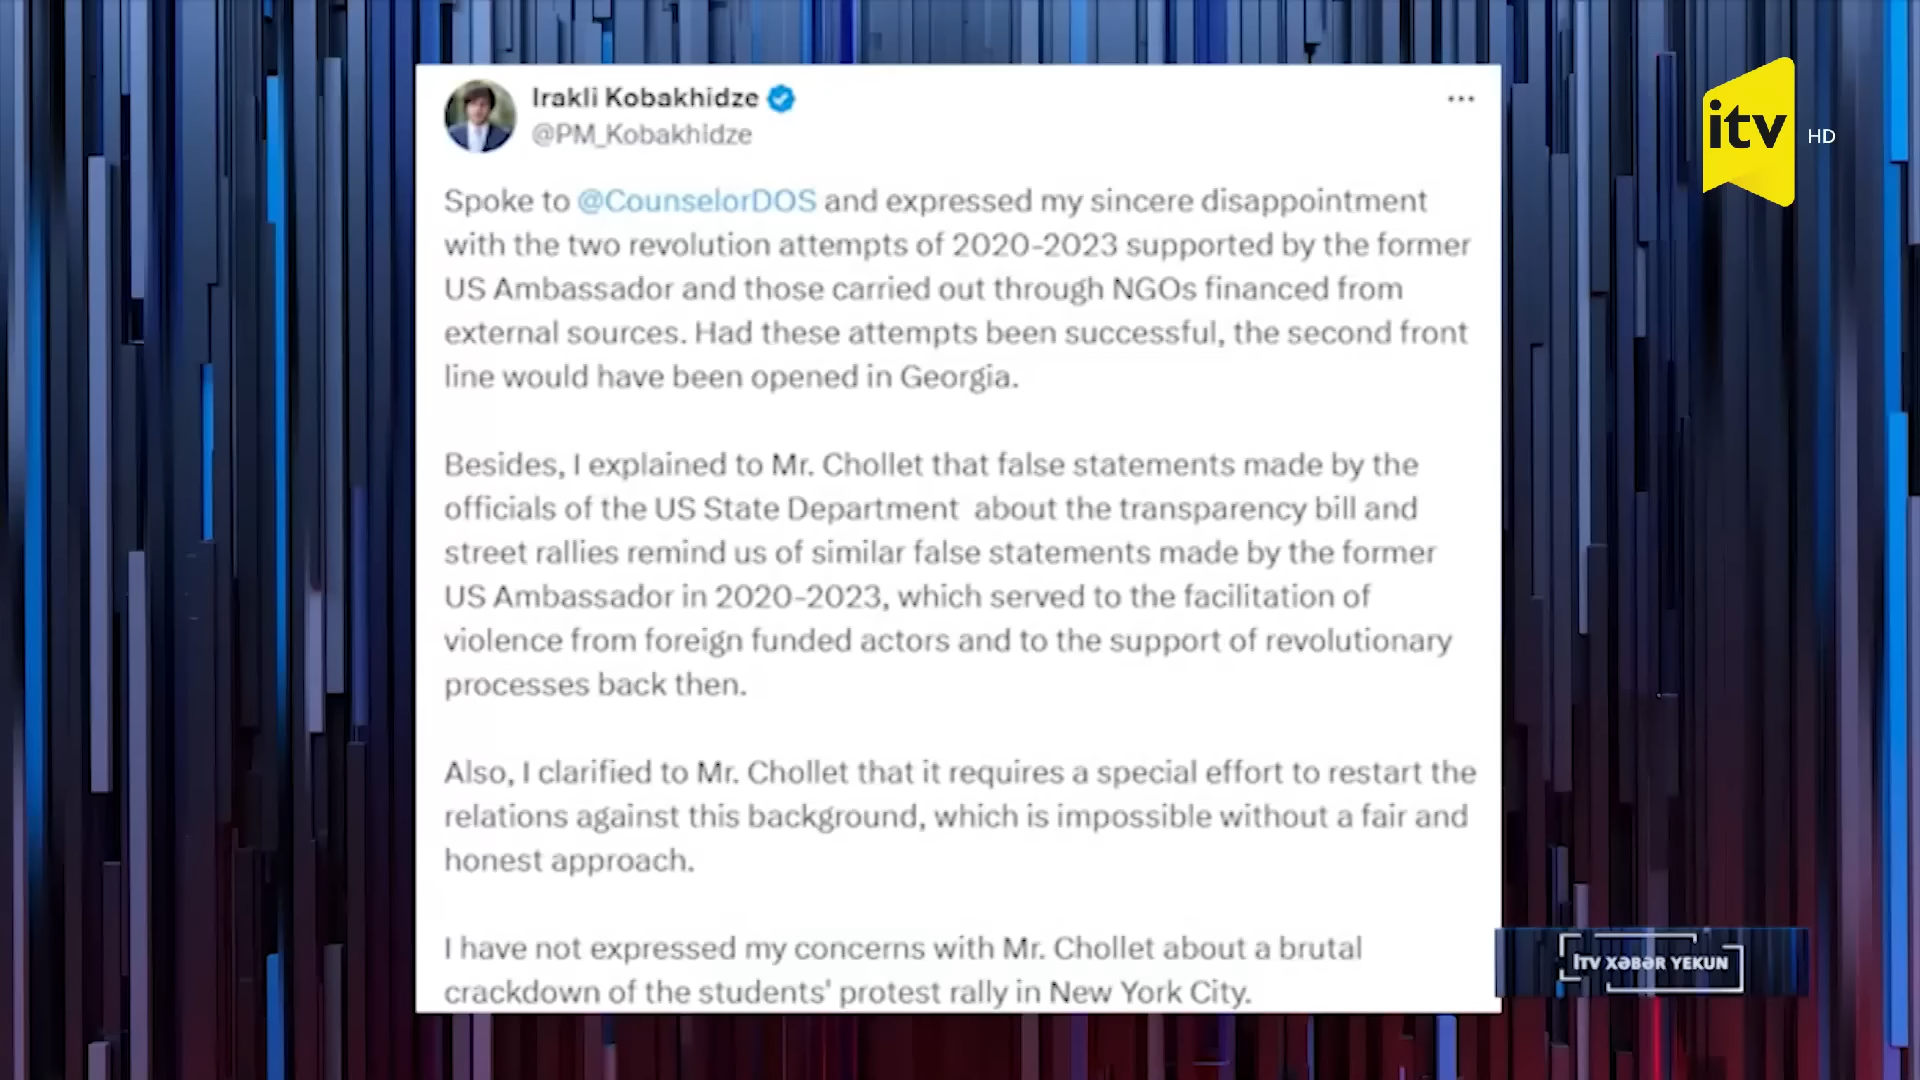 Irakli Kobakhidze
@PM_Kobakhidze
Spoke to @CounselorDOS and expressed my sincere disappointment
with the two revolution attempts of 2020-2023 supported by the former
US Ambassador and those carried out through NGOs financed from
external sources. Had these attempts been successful, the second front
line would have been opened in Georgia.
Besides, I explained to Mr. Chollet that false statements made by the
officials of the US State Department about the transparency bill and
street rallies remind us of similar false statements made by the former
US Ambassador in 2020-2023, which served to the facilitation of
violence from foreign funded actors and to the support of revolutionary
processes back then.
Also, I clarified to Mr. Chollet that it requires a special effort to restart the
relations against this background, which is impossible without a fair and
honest approach.
I have not expressed my concerns with Mr. Chollet about a brutal
crackdown of the students' protest rally in New York City.
itv HD
İTV XƏBƏR YEKUN